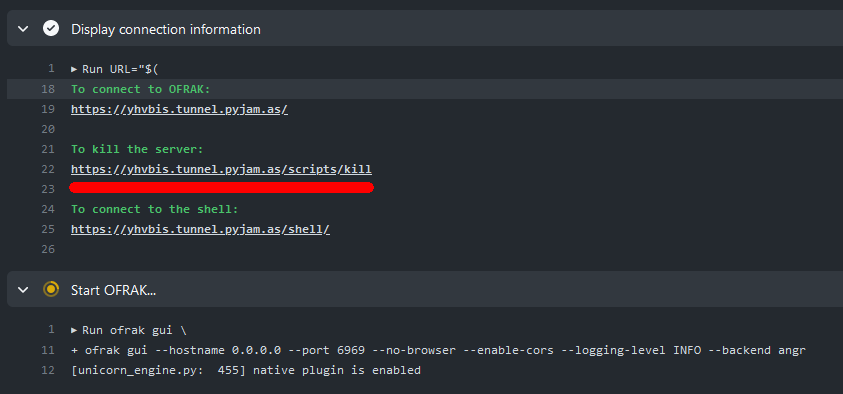 Display connection information
1 ▶ Run URL="$(
18 To connect to OFRAK:
19 https://yhvbis.tunnel.pyjam.as/
20
21 To kill the server:
22 https://yhvbis.tunnel.pyjam.as/scripts/kill
23
24 To connect to the shell:
25 https://yhvbis.tunnel.pyjam.as/shell/
26
Start OFRAK...
1 ▶ Run ofrak gui \
11 + ofrak gui --hostname 0.0.0.0 --port 6969 --no-browser --enable-cors --logging-level INFO --backend angr
12 [unicorn_engine.py:  455] native plugin is enabled